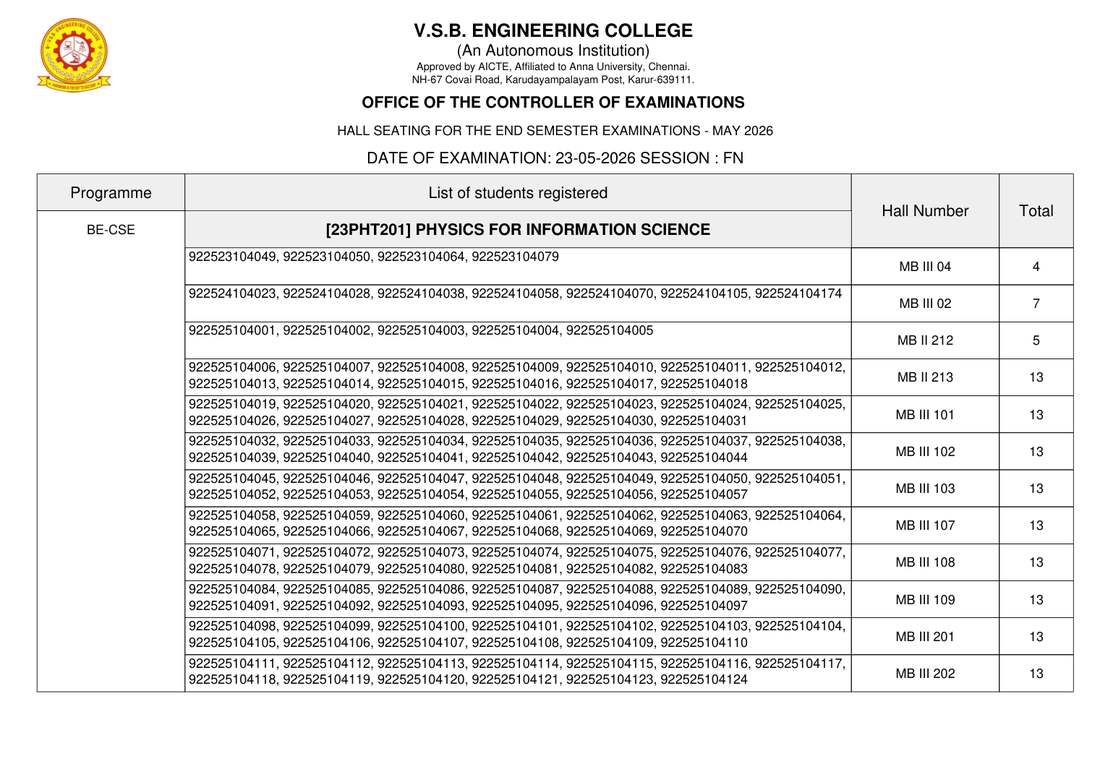 V.S.B. ENGINEERING COLLEGE
(An Autonomous Institution)
Approved by AICTE, Affiliated to Anna University, Chennai.
NH-67 Covai Road, Karudayampalayam Post, Karur-639111.
OFFICE OF THE CONTROLLER OF EXAMINATIONS
HALL SEATING FOR THE END SEMESTER EXAMINATIONS - MAY 2026
DATE OF EXAMINATION: 23-05-2026 SESSION : FN
Programme List of students registered Hall Number Total
BE-CSE [23PHT201] PHYSICS FOR INFORMATION SCIENCE
922523104049, 922523104050, 922523104064, 922523104079 MB III 04 4
922524104023, 922524104028, 922524104038, 922524104058, 922524104070, 922524104105, 922524104174 MB III 02 7
922525104001, 922525104002, 922525104003, 922525104004, 922525104005 MB II 212 5
922525104006, 922525104007, 922525104008, 922525104009, 922525104010, 922525104011, 922525104012,
922525104013, 922525104014, 922525104015, 922525104016, 922525104017, 922525104018 MB II 213 13
922525104019, 922525104020, 922525104021, 922525104022, 922525104023, 922525104024, 922525104025,
922525104026, 922525104027, 922525104028, 922525104029, 922525104030, 922525104031 MB III 101 13
922525104032, 922525104033, 922525104034, 922525104035, 922525104036, 922525104037, 922525104038,
922525104039, 922525104040, 922525104041, 922525104042, 922525104043, 922525104044 MB III 102 13
922525104045, 922525104046, 922525104047, 922525104048, 922525104049, 922525104050, 922525104051,
922525104052, 922525104053, 922525104054, 922525104055, 922525104056, 922525104057 MB III 103 13
922525104058, 922525104059, 922525104060, 922525104061, 922525104062, 922525104063, 922525104064,
922525104065, 922525104066, 922525104067, 922525104068, 922525104069, 922525104070 MB III 107 13
922525104071, 922525104072, 922525104073, 922525104074, 922525104075, 922525104076, 922525104077,
922525104078, 922525104079, 922525104080, 922525104081, 922525104082, 922525104083 MB III 108 13
922525104084, 922525104085, 922525104086, 922525104087, 922525104088, 922525104089, 922525104090,
922525104091, 922525104092, 922525104093, 922525104095, 922525104096, 922525104097 MB III 109 13
922525104098, 922525104099, 922525104100, 922525104101, 922525104102, 922525104103, 922525104104,
922525104105, 922525104106, 922525104107, 922525104108, 922525104109, 922525104110 MB III 201 13
922525104111, 922525104112, 922525104113, 922525104114, 922525104115, 922525104116, 922525104117,
922525104118, 922525104119, 922525104120, 922525104121, 922525104123, 922525104124 MB III 202 13